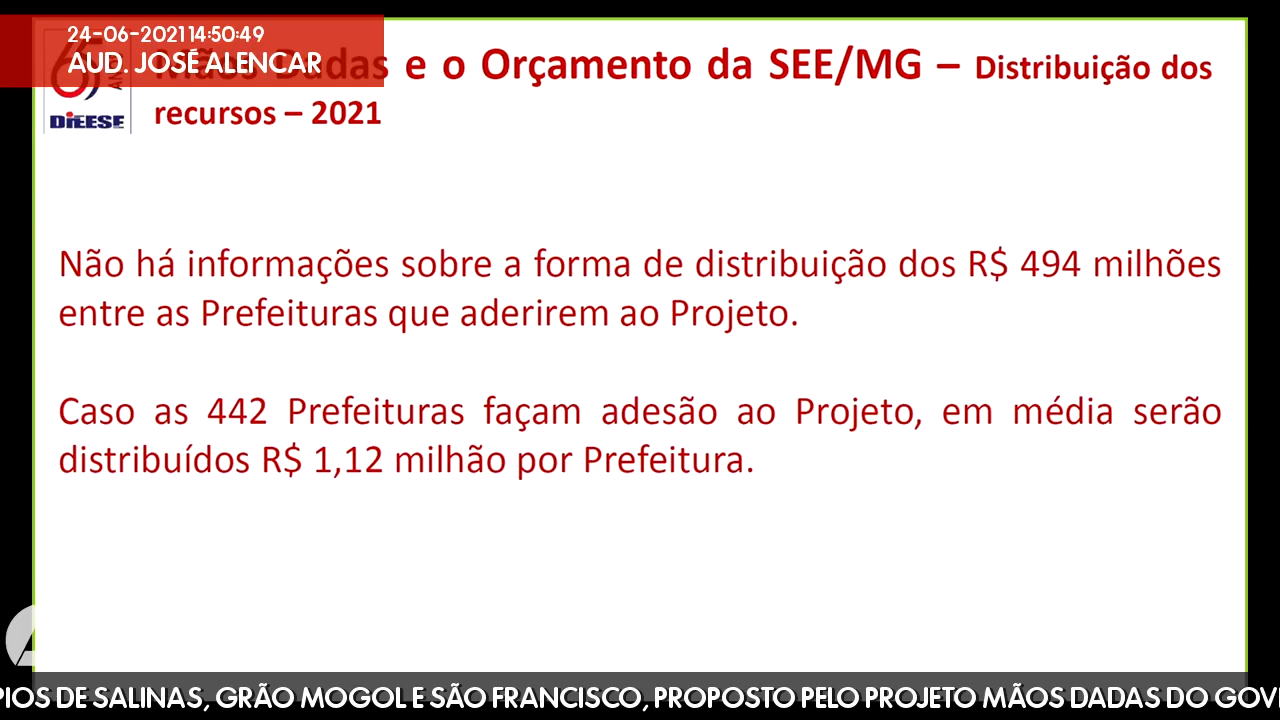 24-06-2021 14:50:49
AUD. JOSÉ ALENCAR
Mãos Dadas e o Orçamento da SEE/MG – Distribuição dos
recursos – 2021
DIEESE
Não há informações sobre a forma de distribuição dos R$ 494 milhões
entre as Prefeituras que aderirem ao Projeto.
Caso as 442 Prefeituras façam adesão ao Projeto, em média serão
distribuídos R$ 1,12 milhão por Prefeitura.
PIOS DE SALINAS, GRÃO MOGOL E SÃO FRANCISCO, PROPOSTO PELO PROJETO MÃOS DADAS DO GOV